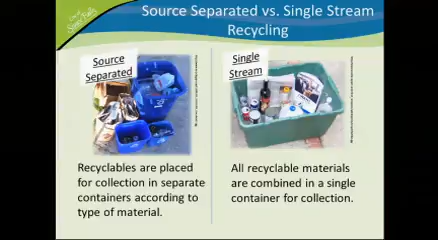 Source Separated vs. Single Stream
Recycling
Source
Separated
Single
Stream
Recyclables are placed
for collection in separate
containers according to
type of material.
All recyclable materials
are combined in a single
container for collection.